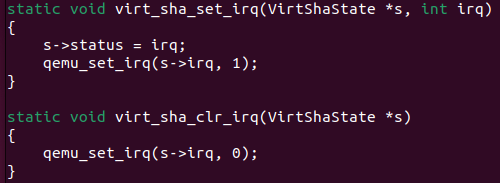 static void virt_sha_set_irq(VirtShaState *s, int irq)
{
    s->status = irq;
    qemu_set_irq(s->irq, 1);
}

static void virt_sha_clr_irq(VirtShaState *s)
{
    qemu_set_irq(s->irq, 0);
}